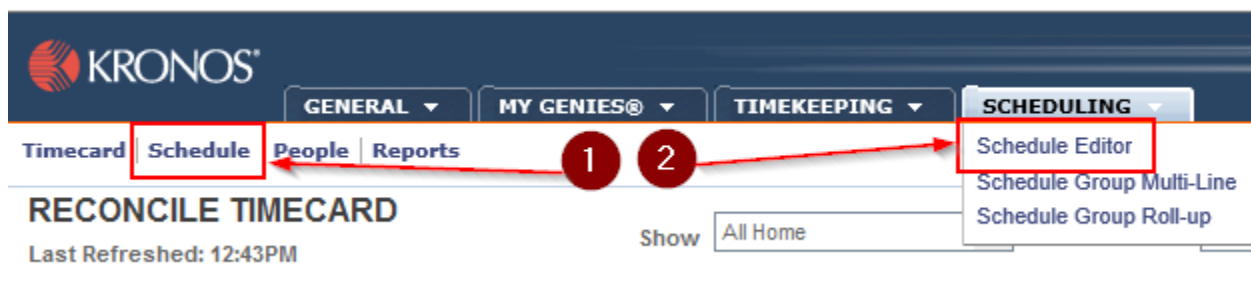 KRONOS®
GENERAL MY GENIES® TIMEKEEPING SCHEDULING
Timecard Schedule People Reports
1 2
Schedule Editor
Schedule Group Multi-Line
Schedule Group Roll-up
RECONCILE TIMECARD
Show All Home
Last Refreshed: 12:43PM